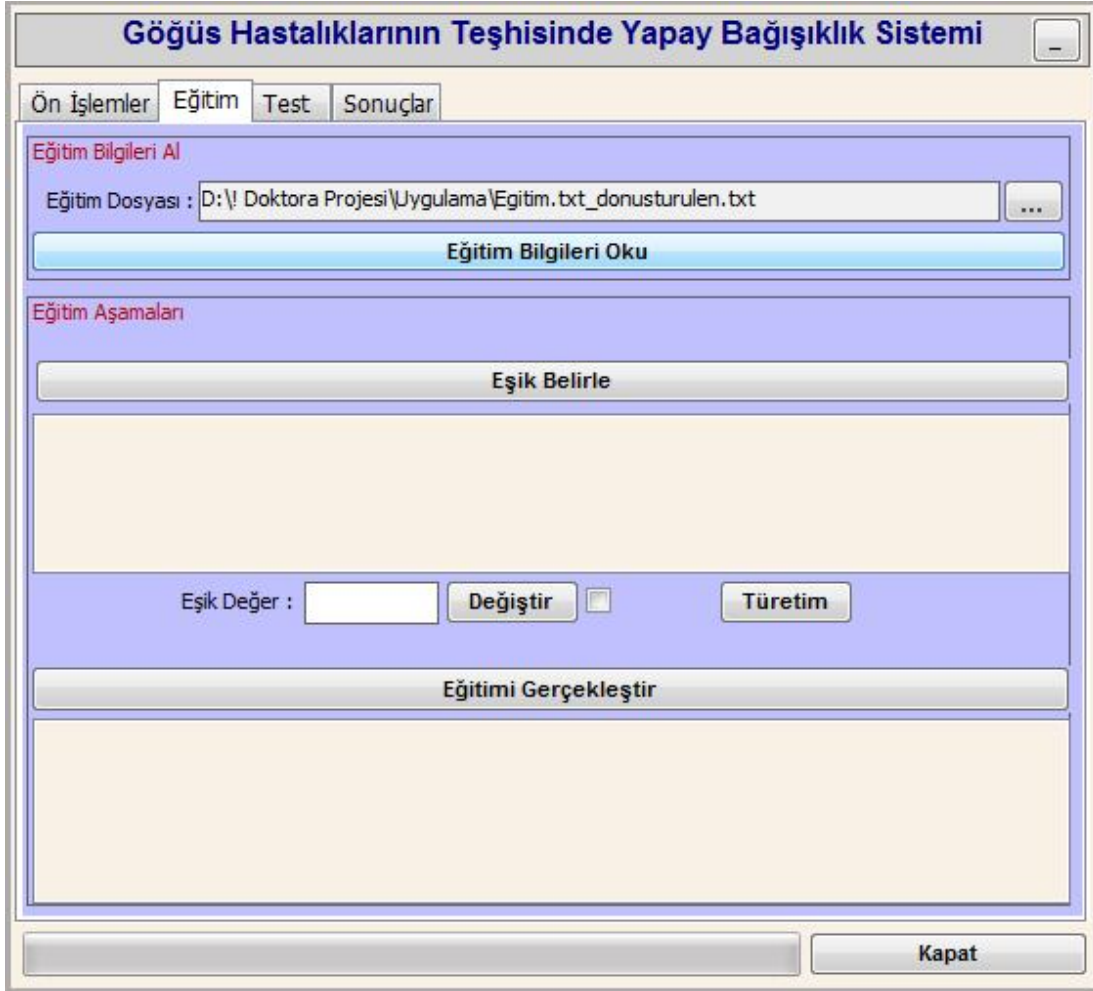 Göğüs Hastalıklarının Teşhisinde Yapay Bağışıklık Sistemi _
Ön İşlemler Eğitim Test Sonuçlar
Eğitim Bilgileri Al
Eğitim Dosyası : D:\! Doktora Projesi\Uygulama\Egitim.txt_donusturulen.txt ...
Eğitim Bilgileri Oku
Eğitim Aşamaları
Eşik Belirle
Eşik Değer : Değiştir Türetim
Eğitimi Gerçekleştir
Kapat